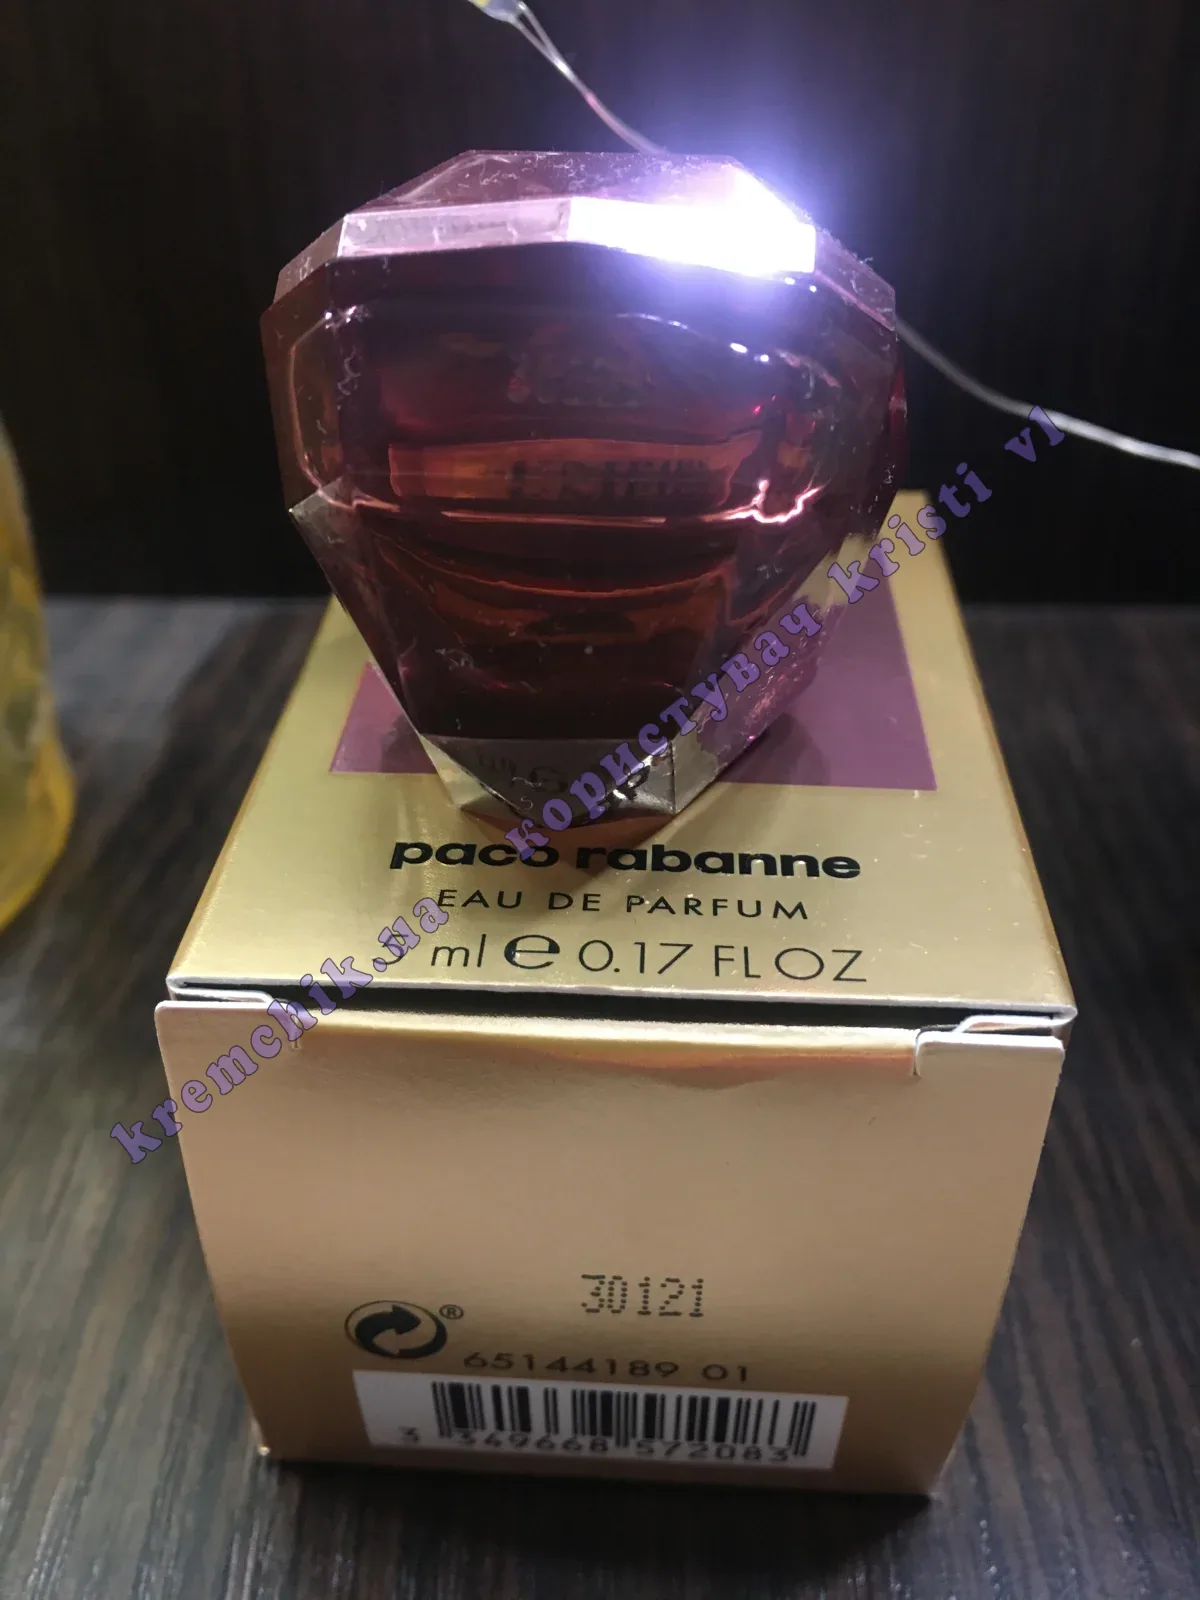 paco rabanne
EAU DE PARFUM
5 ml e 0.17 FL OZ
30121
®
65144189 01
3 349668 572083
kremchik.ua користувач kristi vl